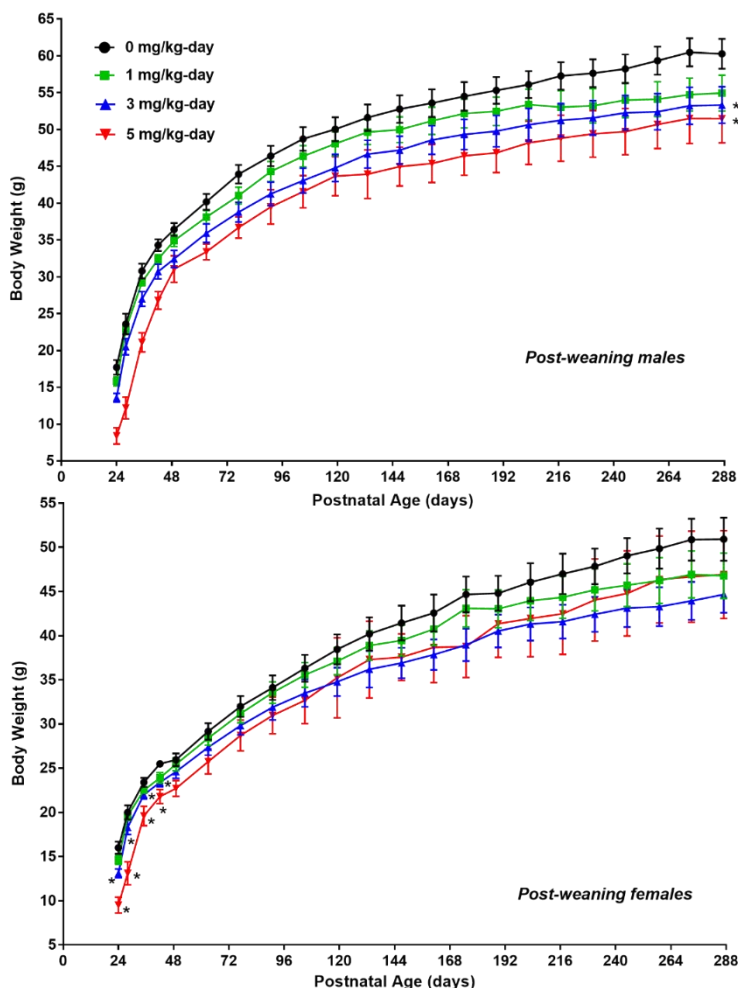 65
60
55
50
45
40
35
30
25
20
15
10
5
Body Weight (g)
0 mg/kg-day
1 mg/kg-day
3 mg/kg-day
5 mg/kg-day
*
*
Post-weaning males
0 24 48 72 96 120 144 168 192 216 240 264 288
Postnatal Age (days)
55
50
45
40
35
30
25
20
15
10
5
Body Weight (g)
* * *
* * *
* *
*
Post-weaning females
0 24 48 72 96 120 144 168 192 216 240 264 288
Postnatal Age (days)